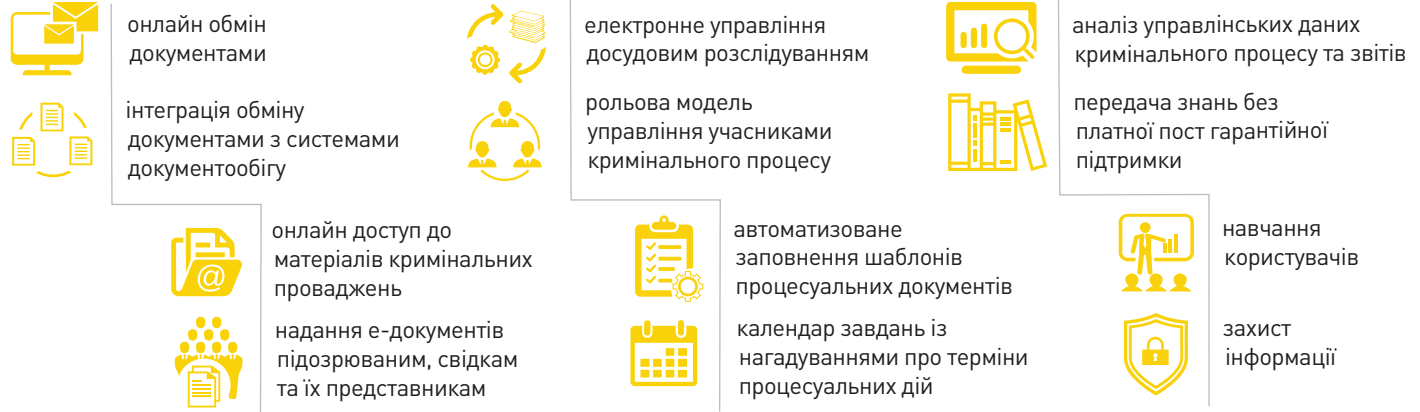 онлайн обмін
документами
інтеграція обміну
документами з системами
документообігу
онлайн доступ до
матеріалів кримінальних
проваджень
надання е-документів
підозрюваним, свідкам
та їх представникам
електронне управління
досудовим розслідуванням
рольова модель
управління учасниками
кримінального процесу
автоматизоване
заповнення шаблонів
процесуальних документів
календар завдань із
нагадуваннями про терміни
процесуальних дій
аналіз управлінських даних
кримінального процесу та звітів
передача знань без
платної пост гарантійної
підтримки
навчання
користувачів
захист
інформації
@